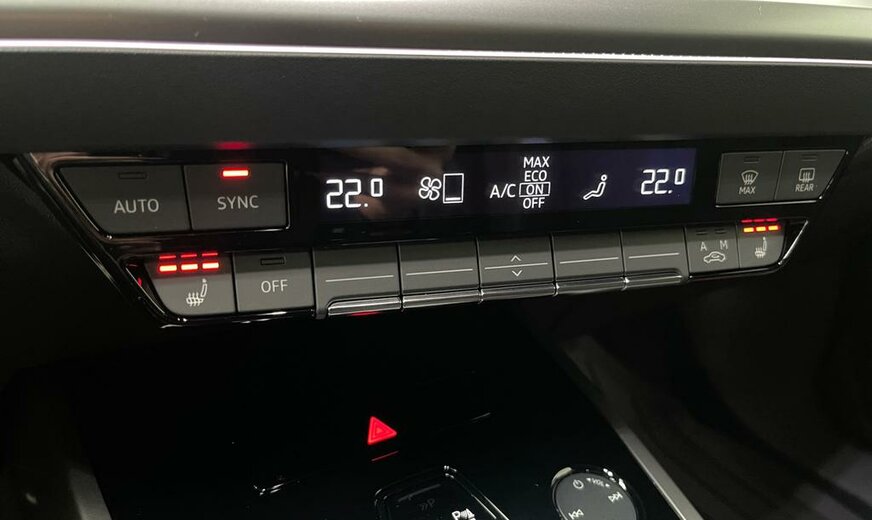 AUTO
SYNC
22.0
A/C
MAX
ECO
ON
OFF
22.0
MAX
REAR
OFF
A M
P
P